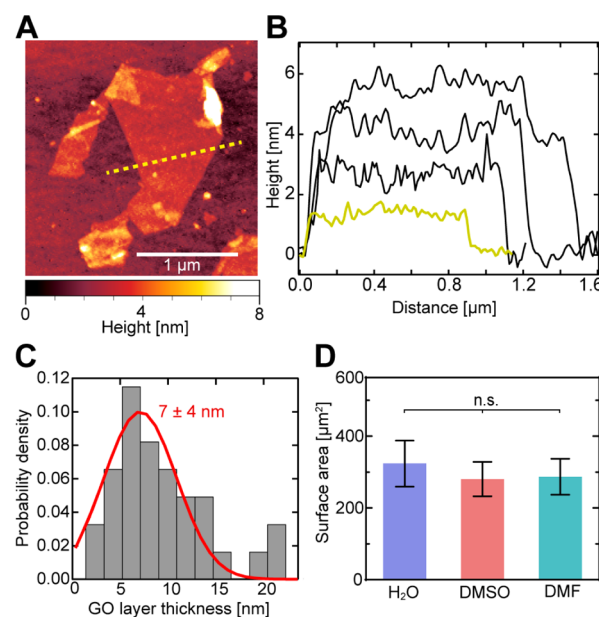 A
1 µm
0
4
8
Height [nm]
B
Height [nm]
6
4
2
0
0.0
0.4
0.8
1.2
1.6
Distance [µm]
C
Probability density
0.12
0.10
0.08
0.06
0.04
0.02
0.00
7 ± 4 nm
0
5
10
15
20
GO layer thickness [nm]
D
Surface area [µm²]
600
300
300
0
n.s.
H₂O
DMSO
DMF